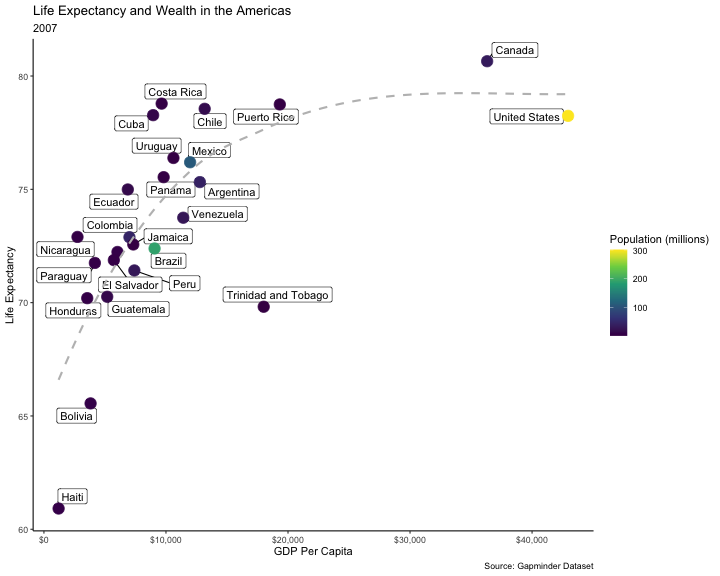 Life Expectancy and Wealth in the Americas
2007
Canada
80
Costa Rica
Cuba
Chile
Puerto Rico
United States
Uruguay
Mexico
75
Panama
Argentina
Ecuador
Venezuela
Colombia
Jamaica
Nicaragua
Brazil
Paraguay
El Salvador
Peru
Trinidad and Tobago
70
Honduras
Guatemala
Bolivia
65
Haiti
60
Life Expectancy
$0
$10,000
$20,000
$30,000
$40,000
GDP Per Capita
Population (millions)
300
200
100
Source: Gapminder Dataset